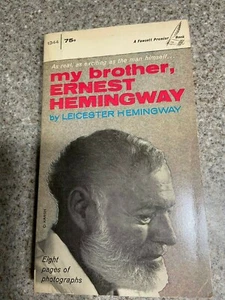 75¢
A Fawcett Premier Book
As real, as exciting as the man himself...
my brother,
ERNEST
HEMINGWAY
by LEICESTER HEMINGWAY
Eight
pages of
photographs